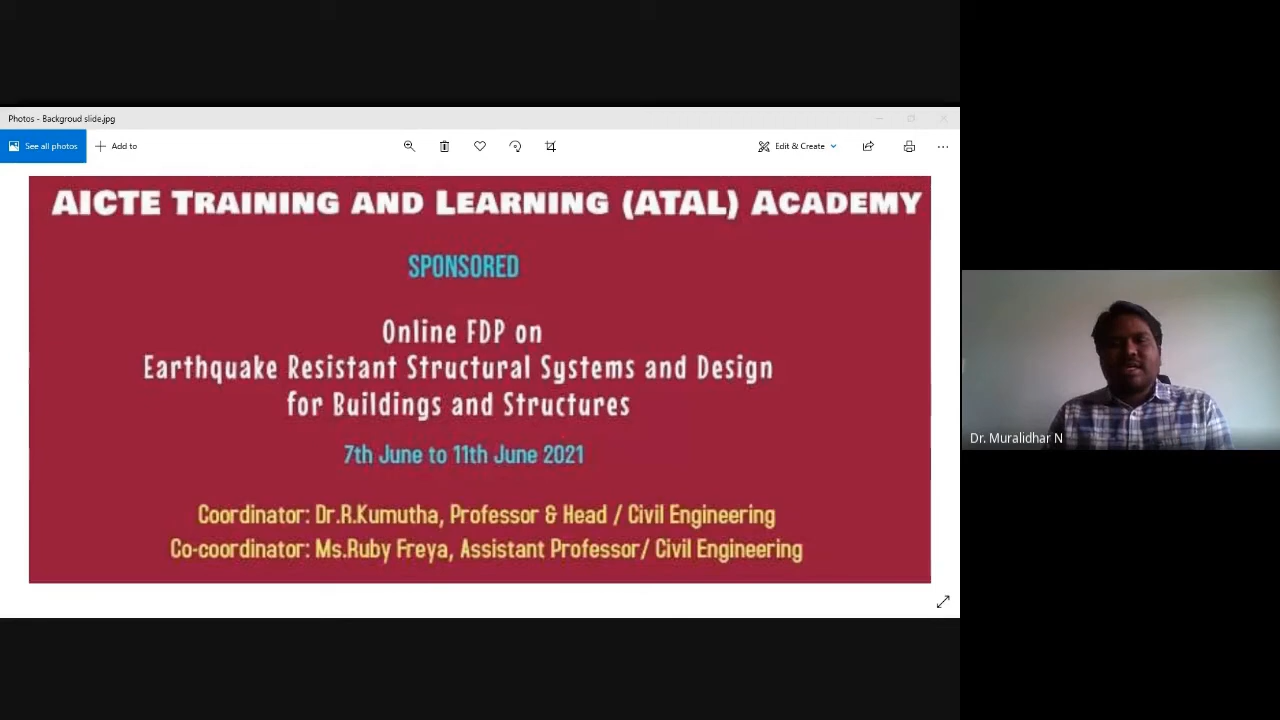 Photos - Backgroud slide.jpg
See all photos
Add to
Edit & Create
AICTE Training and Learning (ATAL) Academy
SPONSORED
Online FDP on
Earthquake Resistant Structural Systems and Design
for Buildings and Structures
7th June to 11th June 2021
Coordinator: Dr.R.Kumutha, Professor & Head / Civil Engineering
Co-coordinator: Ms.Ruby Freya, Assistant Professor/ Civil Engineering
Dr. Muralidhar N